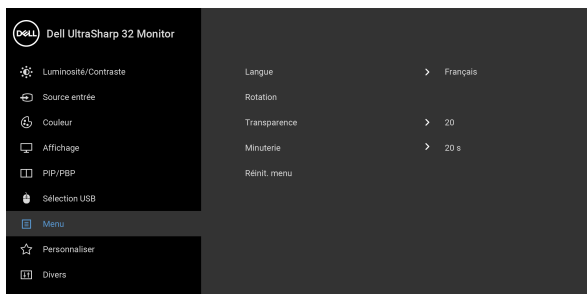 DELL Dell UltraSharp 32 Monitor
Luminosité/Contraste
Source entrée
Couleur
Affichage
PIP/PBP
Sélection USB
Menu
Personnaliser
Divers
Langue > Français
Rotation
Transparence > 20
Minuterie > 20 s
Réinit. menu